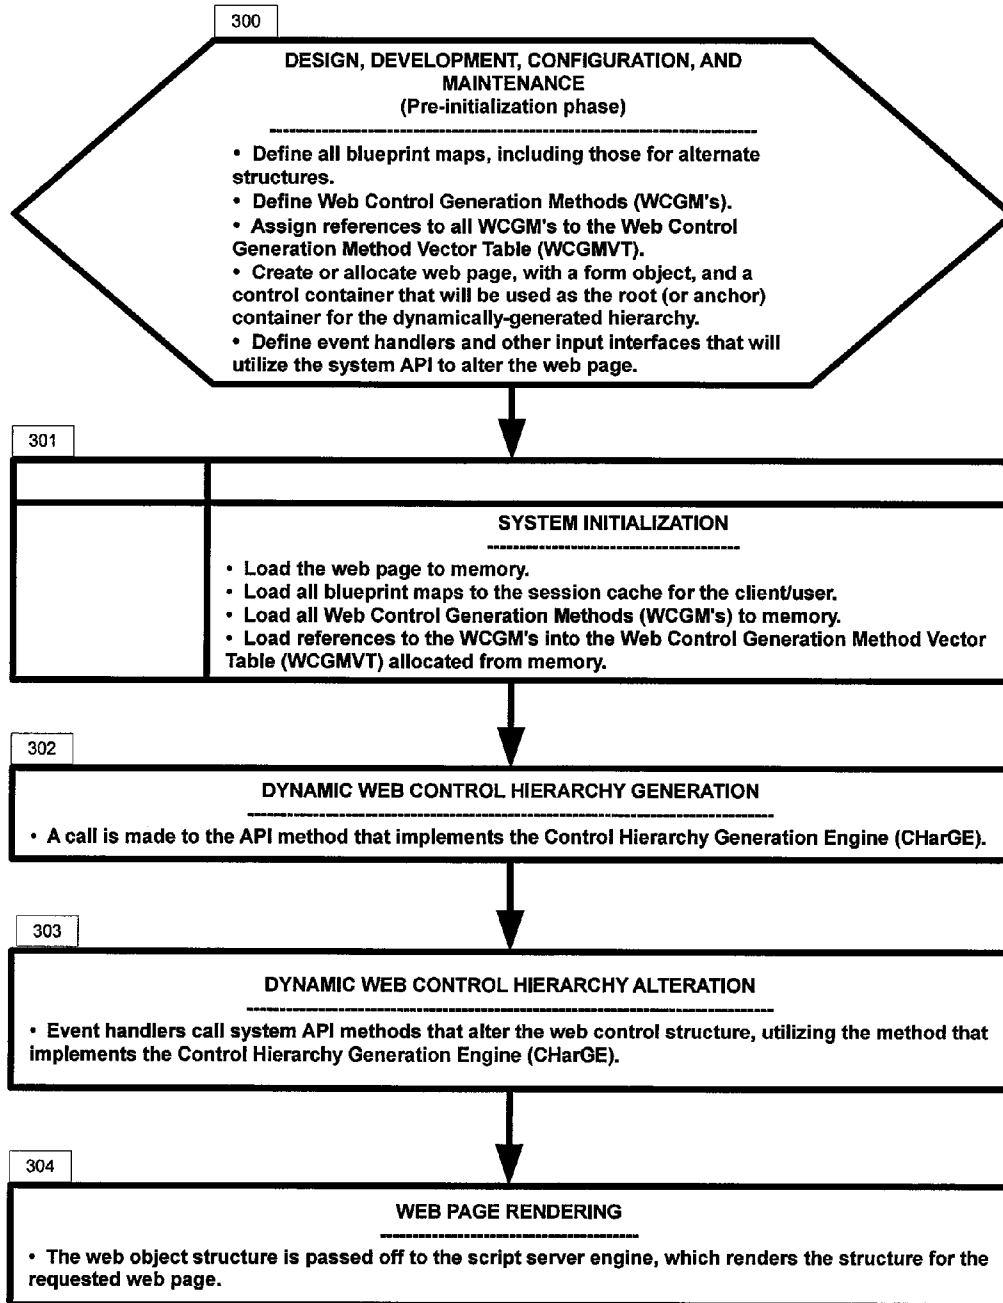 300
DESIGN, DEVELOPMENT, CONFIGURATION, AND
MAINTENANCE
(Pre-initialization phase)
• Define all blueprint maps, including those for alternate
structures.
• Define Web Control Generation Methods (WCGM's).
• Assign references to all WCGM's to the Web Control
Generation Method Vector Table (WCGMVT).
• Create or allocate web page, with a form object, and a
control container that will be used as the root (or anchor)
container for the dynamically-generated hierarchy.
• Define event handlers and other input interfaces that will
utilize the system API to alter the web page.
301
SYSTEM INITIALIZATION
• Load the web page to memory.
• Load all blueprint maps to the session cache for the client/user.
• Load all Web Control Generation Methods (WCGM's) to memory.
• Load references to the WCGM's into the Web Control Generation Method Vector
Table (WCGMVT) allocated from memory.
302
DYNAMIC WEB CONTROL HIERARCHY GENERATION
• A call is made to the API method that implements the Control Hierarchy Generation Engine (CHarGE).
303
DYNAMIC WEB CONTROL HIERARCHY ALTERATION
• Event handlers call system API methods that alter the web control structure, utilizing the method that
implements the Control Hierarchy Generation Engine (CHarGE).
304
WEB PAGE RENDERING
• The web object structure is passed off to the script server engine, which renders the structure for the
requested web page.